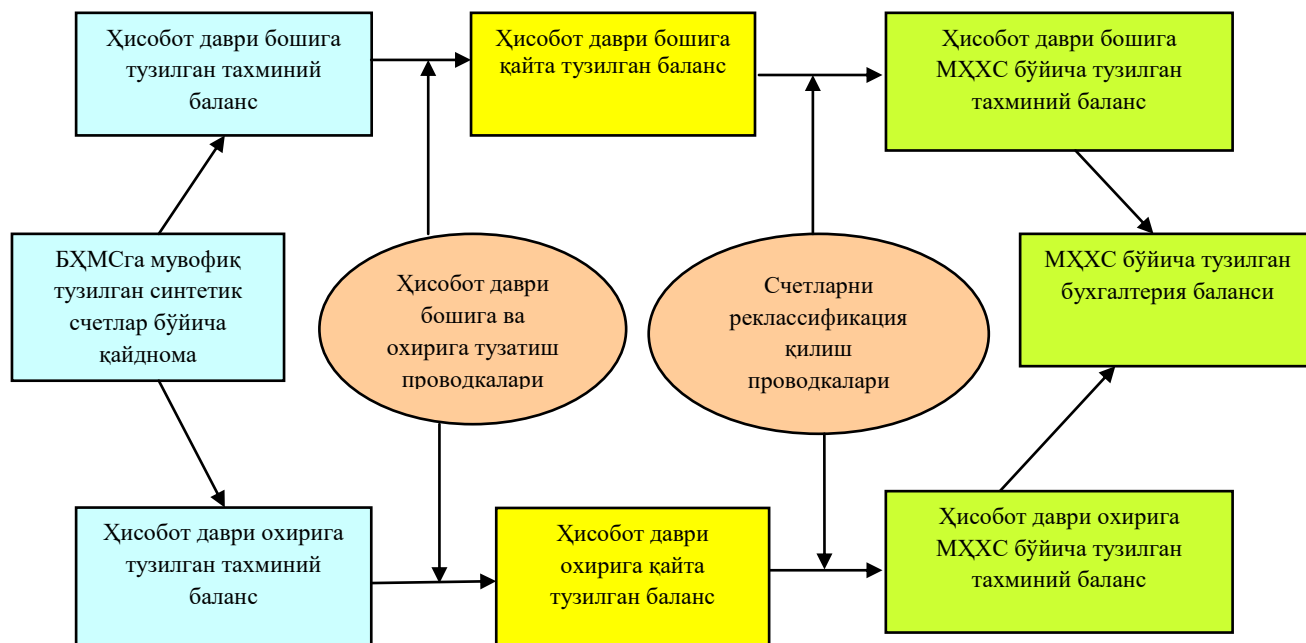 Ҳисобот даври бошига
тузилган тахминий
баланс
Ҳисобот даври бошига
қайта тузилган баланс
Ҳисобот даври бошига
МҲХС бўйича тузилган
тахминий баланс
БҲМСга мувофиқ
тузилган синтетик
счетлар бўйича
қайднома
Ҳисобот даври
бошига ва
охирига тузатиш
проводкалари
Счетларни
реклассификация
қилиш
проводкалари
МҲХС бўйича тузилган
бухгалтерия баланси
Ҳисобот даври охирига
тузилган тахминий
баланс
Ҳисобот даври
охирига қайта
тузилган баланс
Ҳисобот даври охирига
МҲХС бўйича тузилган
тахминий баланс